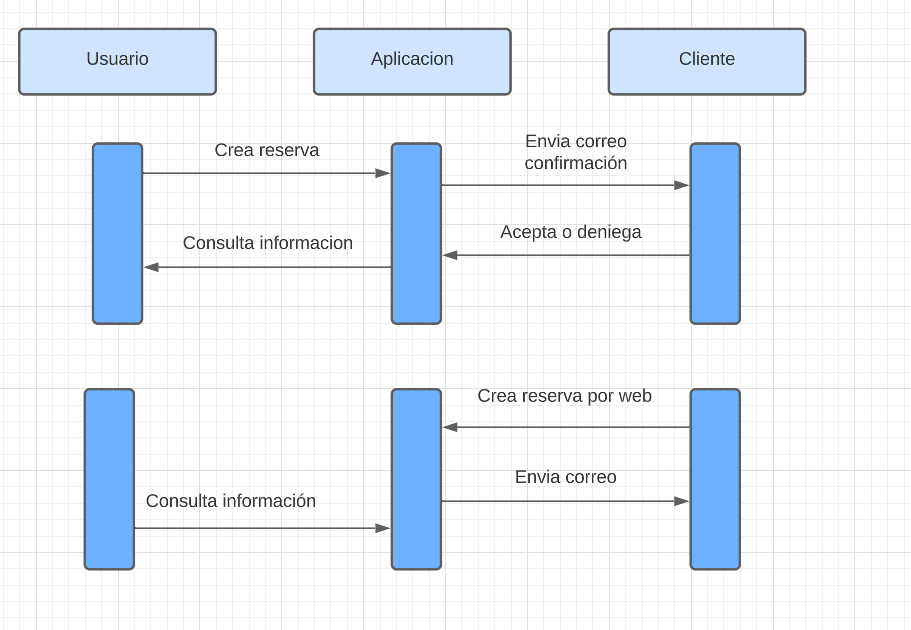 Usuario
Aplicacion
Cliente
Crea reserva
Envia correo
confirmación
Consulta informacion
Acepta o deniega
Crea reserva por web
Envia correo
Consulta información